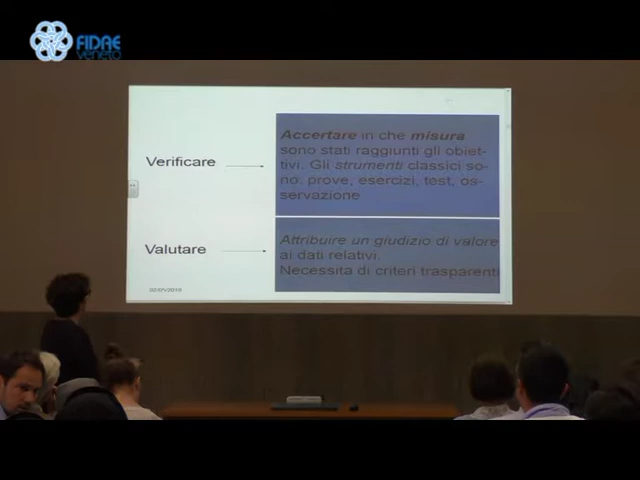 FIDAE
veneto
Accertare in che misura
sono stati raggiunti gli obiet-
tivi. Gli strumenti classici so-
no: prove, esercizi, test, os-
servazione
Verificare
Attribuire un giudizio di valore
ai dati relativi.
Necessita di criteri trasparenti
Valutare